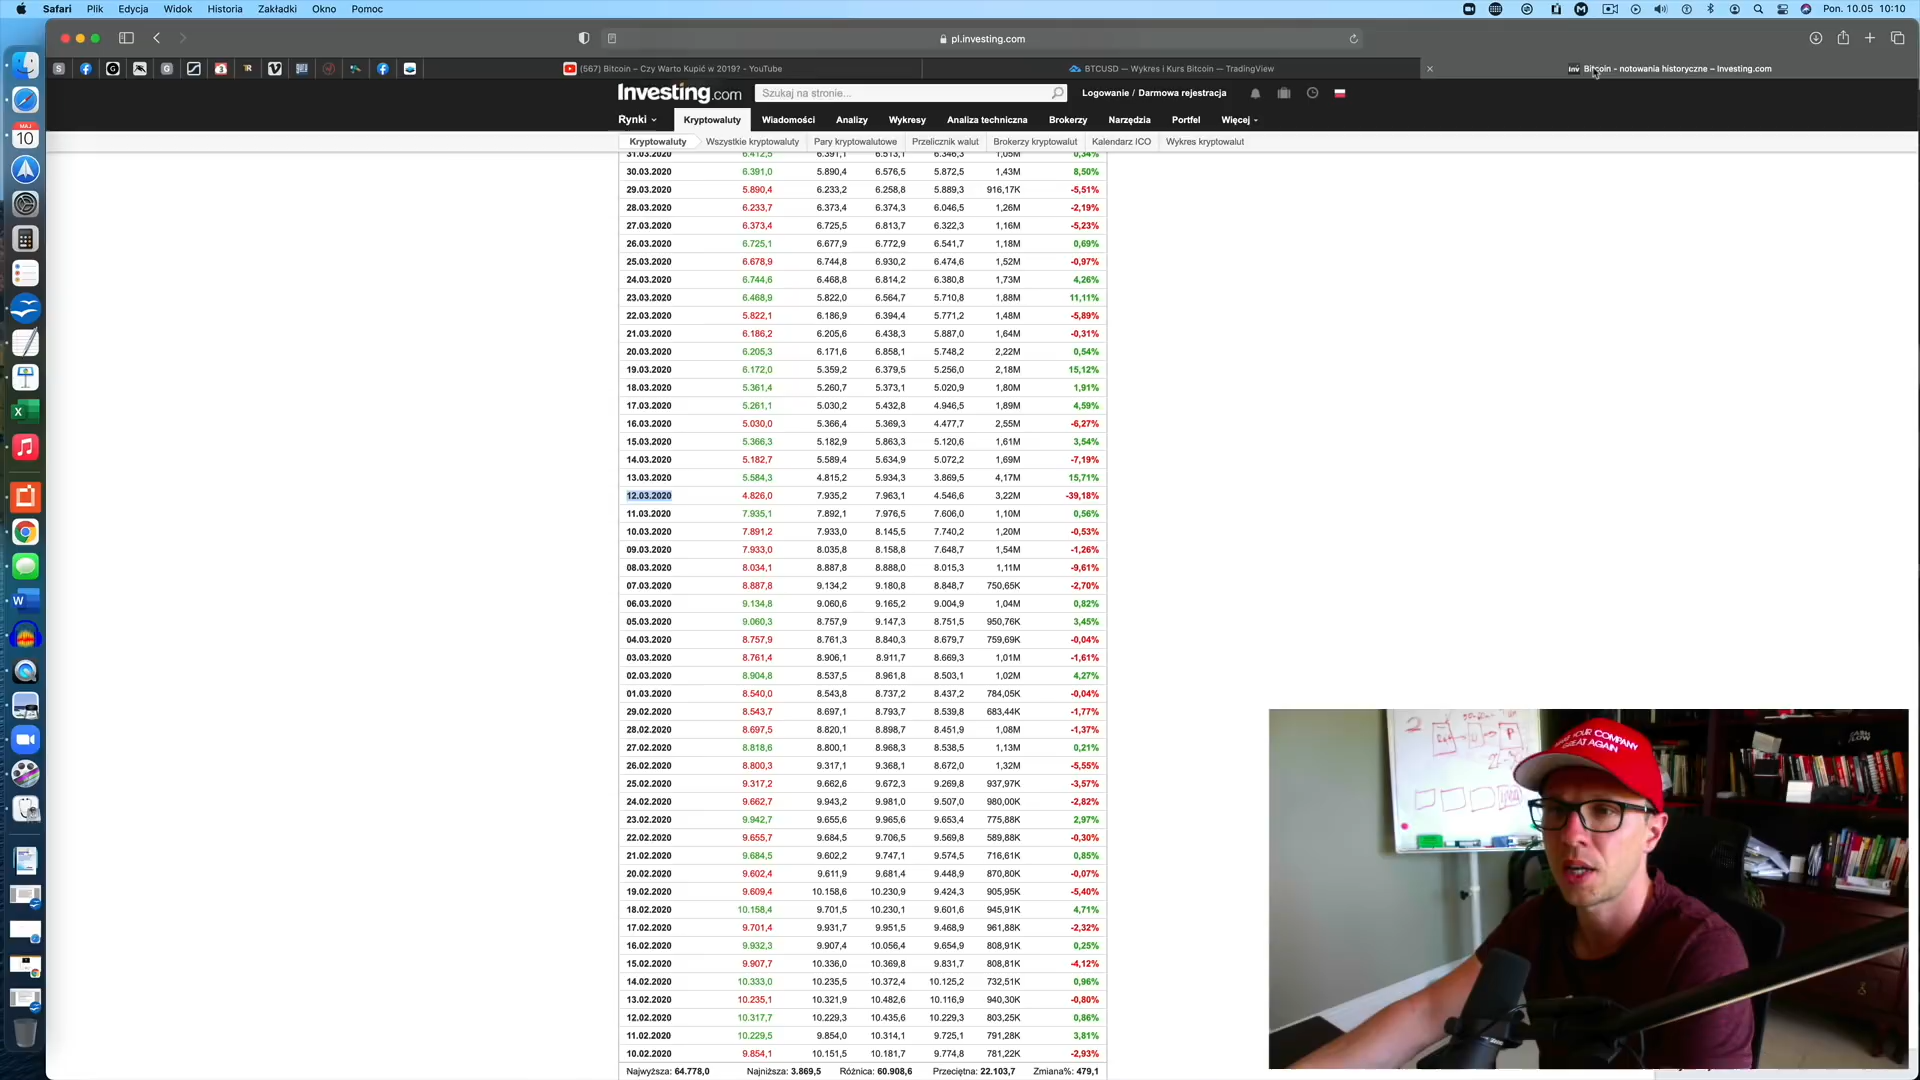 Safari Plik Edycja Widok Historia Zakładki Okno Pomoc Pon. 10.05 10:10
pl.investing.com
(567) Bitcoin – Czy Warto Kupić w 2019? - YouTube BTCUSD — Wykres i Kurs Bitcoin — TradingView Inv Bitcoin - notowania historyczne – Investing.com
Investing.com Szukaj na stronie... Logowanie / Darmowa rejestracja
Rynki Kryptowaluty Wiadomości Analizy Wykresy Analiza techniczna Brokerzy Narzędzia Portfel Więcej
Kryptowaluty Wszystkie kryptowaluty Pary kryptowalutowe Przelicznik walut Brokerzy kryptowalut Kalendarz ICO Wykres kryptowalut
31.03.2020 6.412,5 6.391,1 6.513,1 6.346,3 1,05M 0,34%
30.03.2020 6.391,0 5.890,4 6.576,5 5.872,5 1,43M 8,50%
29.03.2020 5.890,4 6.233,2 6.258,8 5.889,3 916,17K -5,51%
28.03.2020 6.233,7 6.373,4 6.374,3 6.046,5 1,26M -2,19%
27.03.2020 6.373,4 6.725,5 6.813,7 6.322,3 1,16M -5,23%
26.03.2020 6.725,1 6.677,9 6.772,9 6.541,7 1,18M 0,69%
25.03.2020 6.678,9 6.744,8 6.930,2 6.474,6 1,52M -0,97%
24.03.2020 6.744,6 6.468,8 6.814,2 6.380,8 1,73M 4,26%
23.03.2020 6.468,9 5.822,0 6.564,7 5.710,8 1,88M 11,11%
22.03.2020 5.822,1 6.186,9 6.394,4 5.771,2 1,48M -5,89%
21.03.2020 6.186,2 6.205,6 6.438,3 5.887,0 1,64M -0,31%
20.03.2020 6.205,3 6.171,6 6.858,1 5.748,2 2,22M 0,54%
19.03.2020 6.172,0 5.359,2 6.379,5 5.256,0 2,18M 15,12%
18.03.2020 5.361,4 5.260,7 5.373,1 5.020,9 1,80M 1,91%
17.03.2020 5.261,1 5.030,2 5.432,8 4.946,5 1,89M 4,59%
16.03.2020 5.030,0 5.366,4 5.369,3 4.477,7 2,55M -6,27%
15.03.2020 5.366,3 5.182,9 5.863,3 5.120,6 1,61M 3,54%
14.03.2020 5.182,7 5.589,4 5.634,9 5.072,2 1,69M -7,19%
13.03.2020 5.584,3 4.815,2 5.934,3 3.869,5 4,17M 15,71%
12.03.2020 4.826,0 7.935,2 7.963,1 4.546,6 3,22M -39,18%
11.03.2020 7.935,1 7.892,1 7.976,5 7.606,0 1,10M 0,56%
10.03.2020 7.891,2 7.933,0 8.145,5 7.740,2 1,20M -0,53%
09.03.2020 7.933,0 8.035,8 8.158,8 7.648,7 1,54M -1,26%
08.03.2020 8.034,1 8.887,8 8.888,0 8.015,3 1,11M -9,61%
07.03.2020 8.887,8 9.134,2 9.180,8 8.848,7 750,65K -2,70%
06.03.2020 9.134,8 9.060,6 9.165,2 9.004,9 1,04M 0,82%
05.03.2020 9.060,3 8.757,9 9.147,3 8.751,5 950,76K 3,45%
04.03.2020 8.757,9 8.761,3 8.840,3 8.679,7 759,69K -0,04%
03.03.2020 8.761,4 8.906,1 8.911,7 8.669,3 1,01M -1,61%
02.03.2020 8.904,8 8.537,5 8.961,8 8.503,1 1,02M 4,27%
01.03.2020 8.540,0 8.543,8 8.737,2 8.437,2 784,05K -0,04%
29.02.2020 8.543,7 8.697,1 8.793,7 8.539,8 683,44K -1,77%
28.02.2020 8.697,5 8.820,1 8.898,7 8.451,9 1,08M -1,37%
27.02.2020 8.818,6 8.800,1 8.968,3 8.538,5 1,13M 0,21%
26.02.2020 8.800,3 9.317,1 9.368,1 8.672,0 1,32M -5,55%
25.02.2020 9.317,2 9.662,6 9.672,3 9.269,8 937,97K -3,57%
24.02.2020 9.662,7 9.943,2 9.981,0 9.507,0 980,00K -2,82%
23.02.2020 9.942,7 9.655,6 9.965,6 9.653,4 775,88K 2,97%
22.02.2020 9.655,7 9.684,5 9.706,5 9.569,8 589,88K -0,30%
21.02.2020 9.684,5 9.602,2 9.747,1 9.574,5 716,61K 0,85%
20.02.2020 9.602,4 9.611,9 9.681,4 9.448,9 870,80K -0,07%
19.02.2020 9.609,4 10.158,6 10.230,9 9.424,3 905,95K -5,40%
18.02.2020 10.158,4 9.701,5 10.230,1 9.601,6 945,91K 4,71%
17.02.2020 9.701,4 9.931,7 9.951,5 9.468,9 961,88K -2,32%
16.02.2020 9.932,3 9.907,4 10.056,4 9.654,9 808,91K 0,25%
15.02.2020 9.907,7 10.336,0 10.369,8 9.831,7 808,81K -4,12%
14.02.2020 10.333,0 10.235,5 10.372,4 10.125,2 732,51K 0,96%
13.02.2020 10.235,1 10.321,9 10.482,6 10.116,9 940,30K -0,80%
12.02.2020 10.317,7 10.229,3 10.435,6 10.229,3 803,25K 0,86%
11.02.2020 10.229,5 9.854,0 10.314,1 9.725,1 791,28K 3,81%
10.02.2020 9.854,1 10.151,5 10.181,7 9.774,8 781,22K -2,93%
Najwyższa: 64.778,0 Najniższa: 3.869,5 Różnica: 60.908,6 Przeciętna: 22.103,7 Zmiana%: 479,1
YOUR COMPANY
GREAT AGAIN
CASH
FLOW